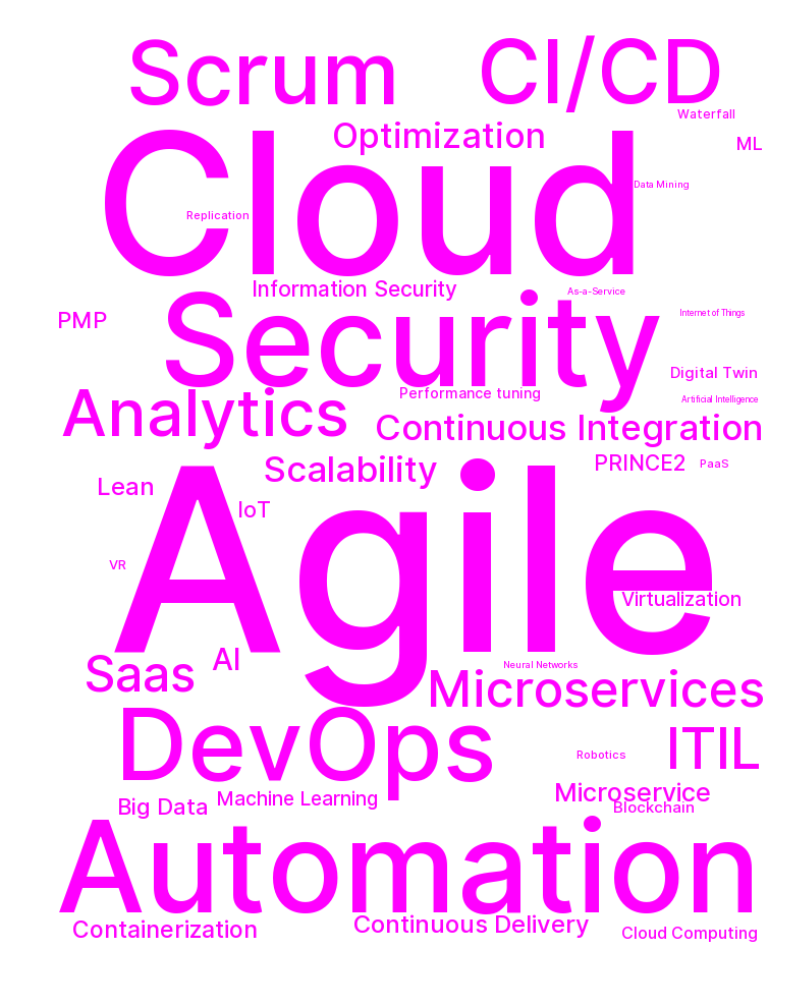 Scrum
CI/CD
Waterfall
Optimization
ML
Cloud
Data Mining
Replication
Information Security
As-a-Service
PMP
Security
Internet of Things
Digital Twin
Performance tuning
Artificial Intelligence
Analytics
Continuous Integration
Scalability
PRINCE2
PaaS
Lean
IoT
Agile
VR
Virtualization
AI
Saas
Neural Networks
Microservices
DevOps
ITIL
Robotics
Microservice
Big Data
Machine Learning
Blockchain
Automation
Containerization
Continuous Delivery
Cloud Computing